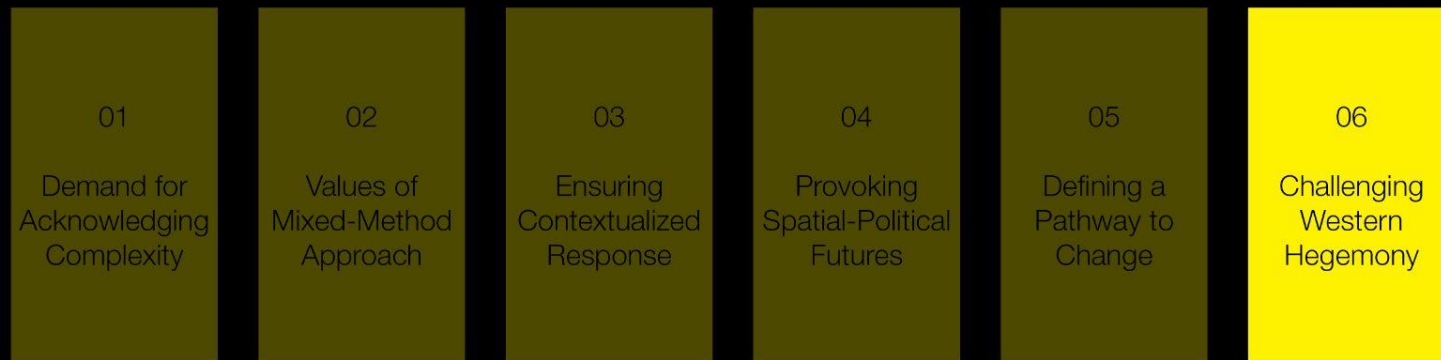 01
Demand for
Acknowledging
Complexity
02
Values of
Mixed-Method
Approach
03
Ensuring
Contextualized
Response
04
Provoking
Spatial-Political
Futures
05
Defining a
Pathway to
Change
06
Challenging
Western
Hegemony